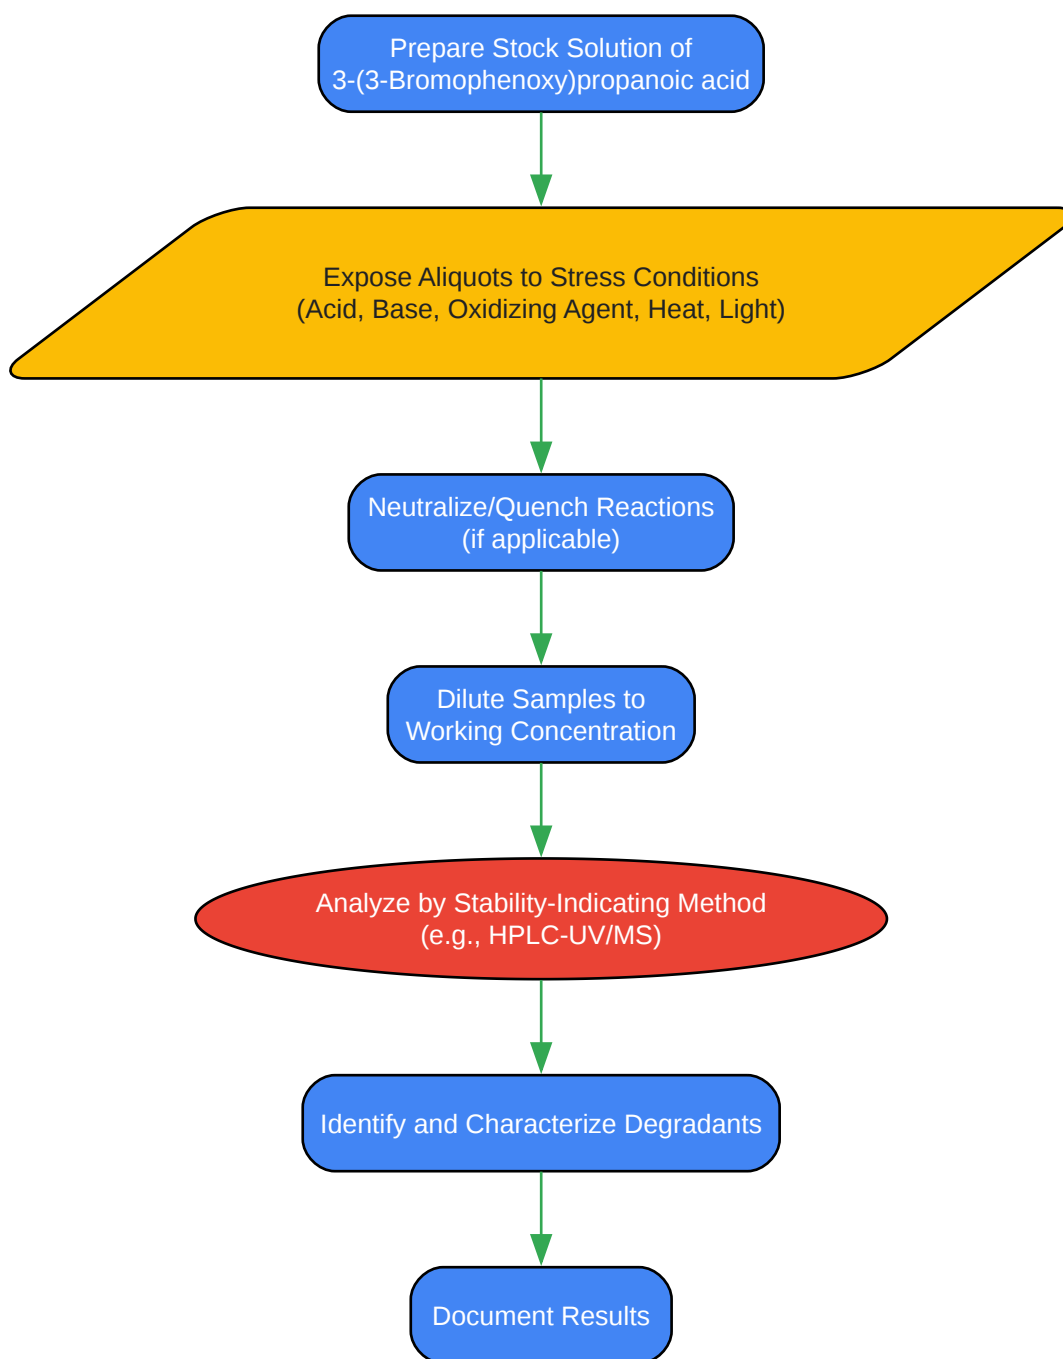 Prepare Stock Solution of
3-(3-Bromophenoxy)propanoic acid
Expose Aliquots to Stress Conditions
(Acid, Base, Oxidizing Agent, Heat, Light)
Neutralize/Quench Reactions
(if applicable)
Dilute Samples to
Working Concentration
Analyze by Stability-Indicating Method
(e.g., HPLC-UV/MS)
Identify and Characterize Degradants
Document Results